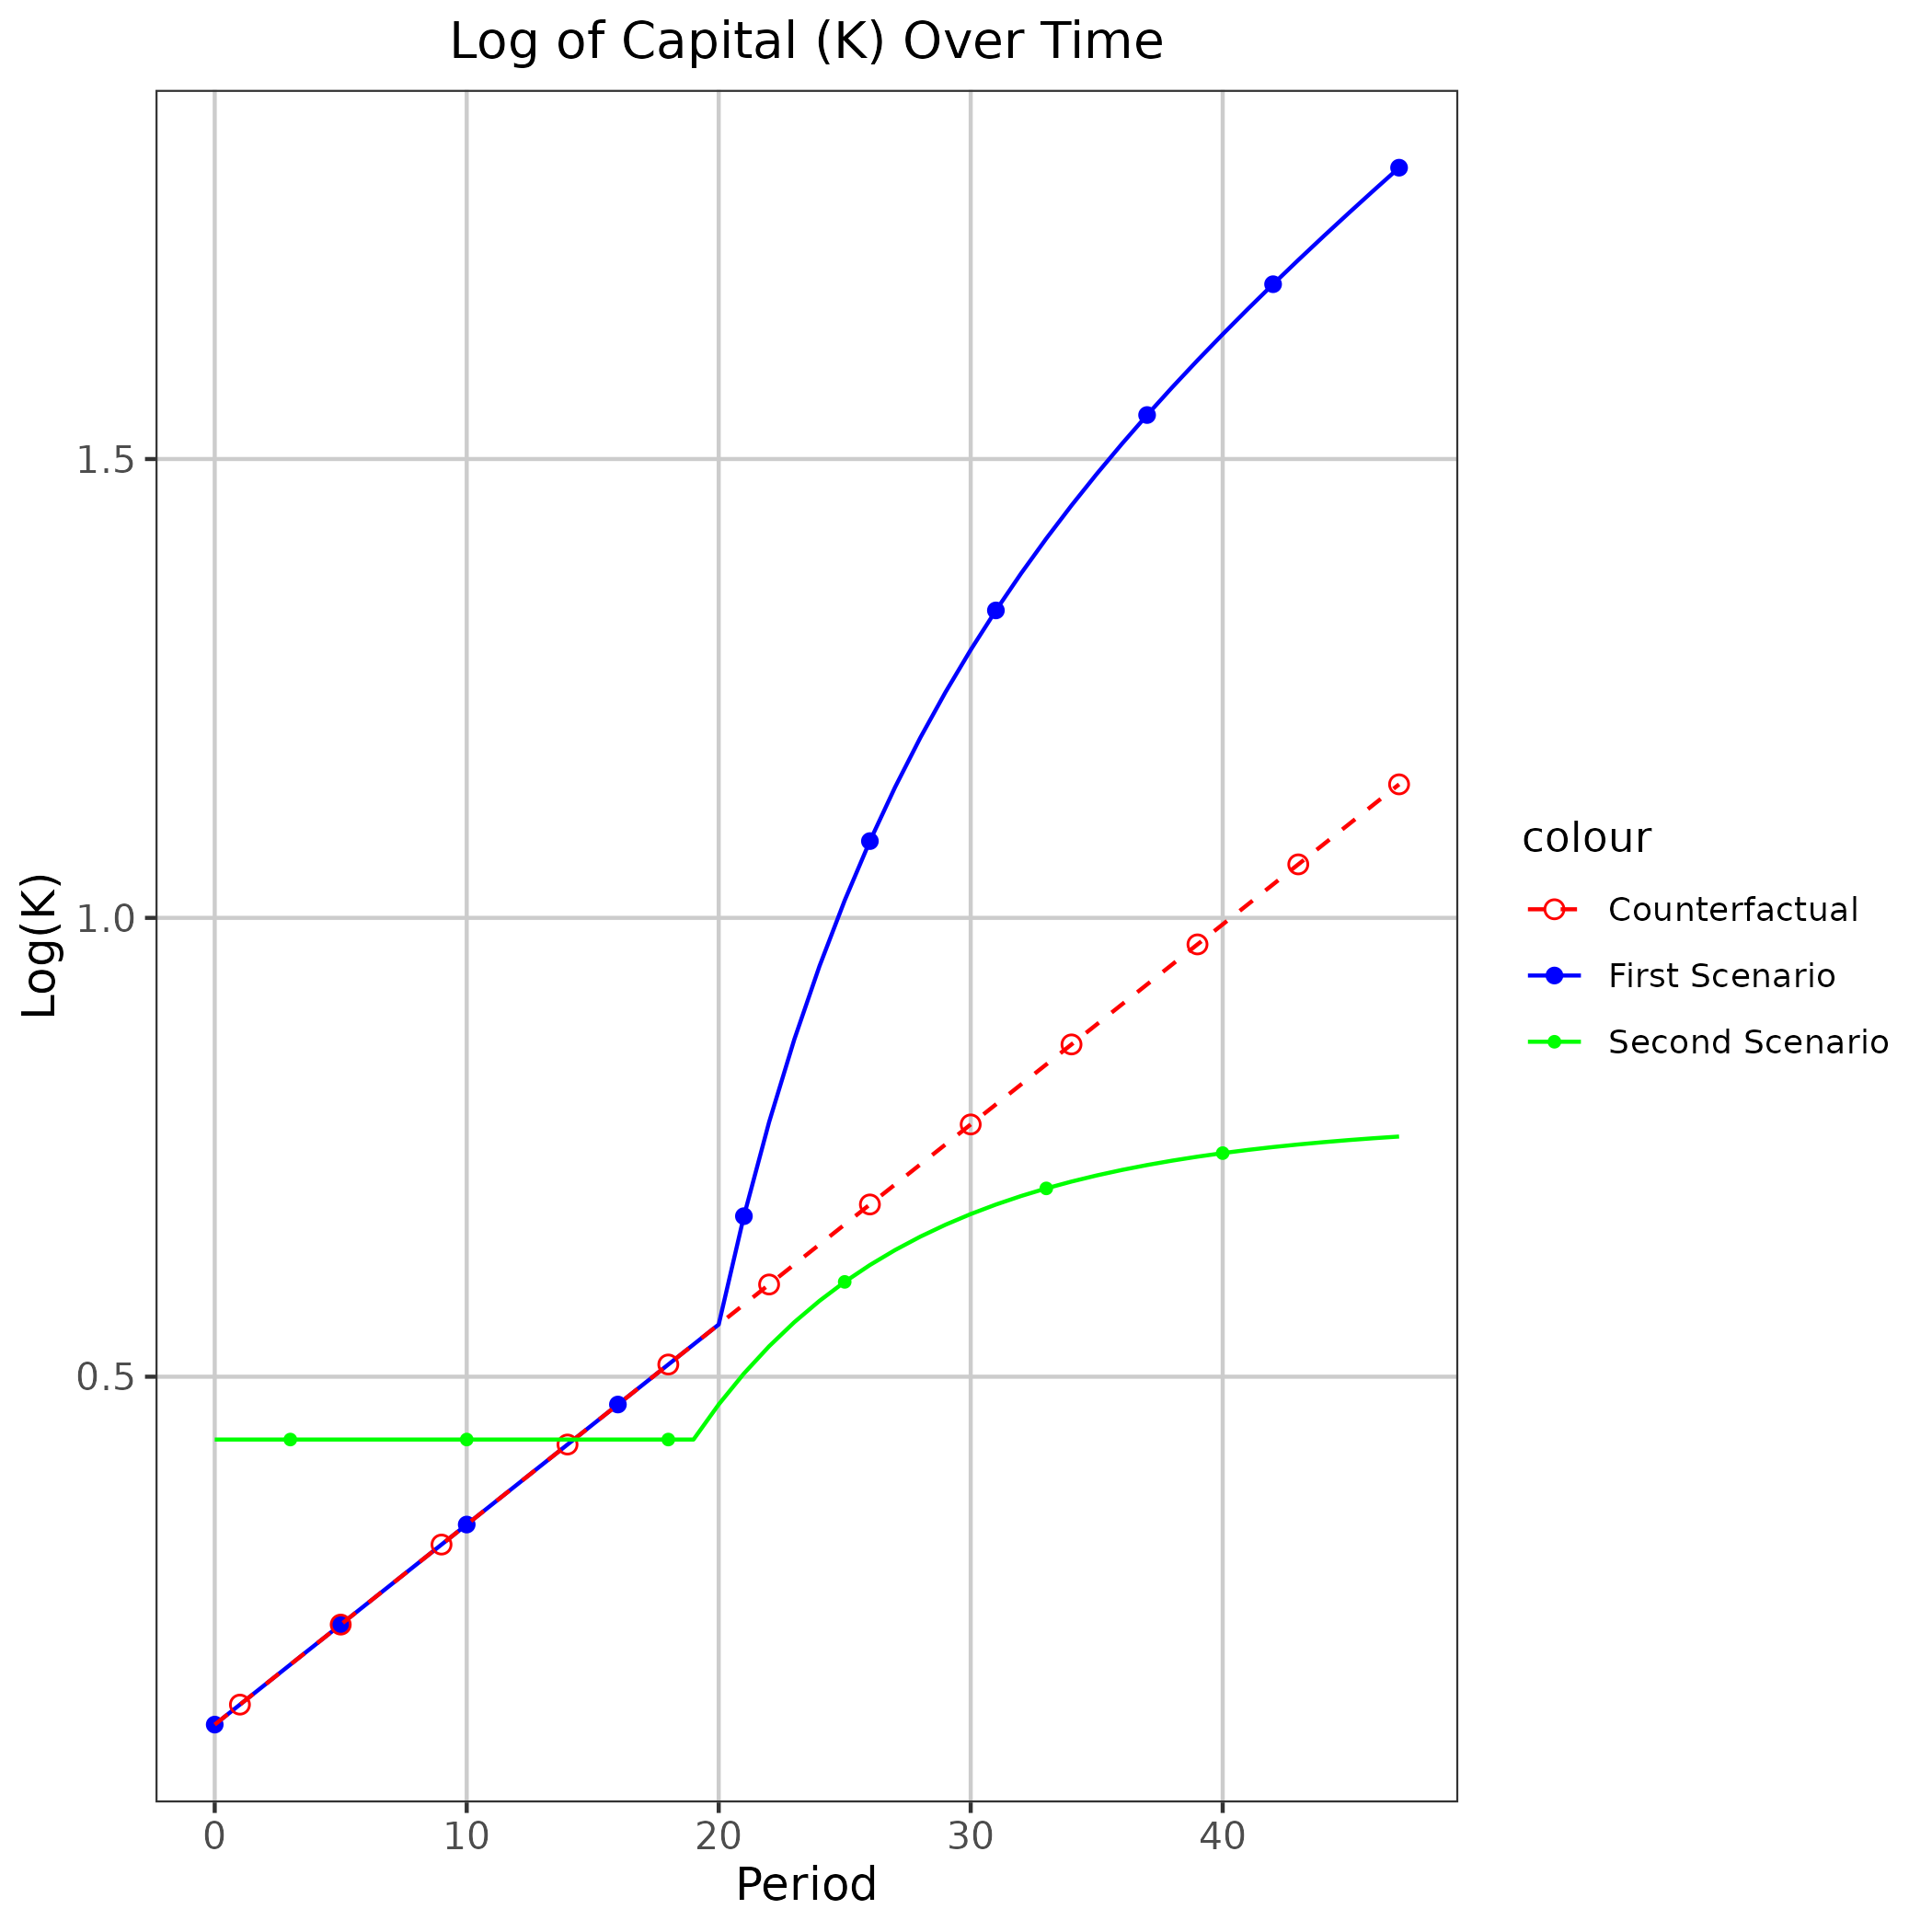 Log of Capital (K) Over Time
Log(K)
1.5
1.0
0.5
0 10 20 30 40
Period
colour
Counterfactual
First Scenario
Second Scenario